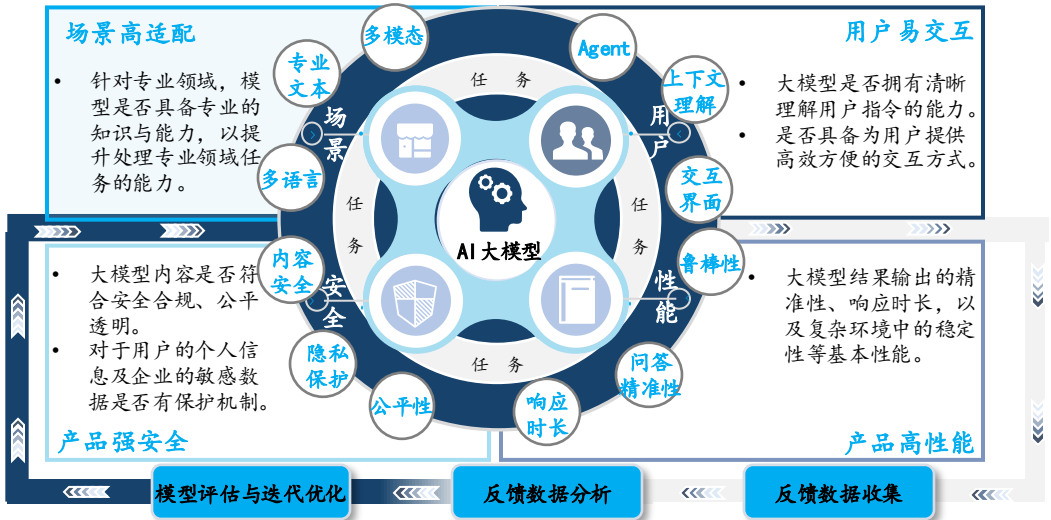 场景高适配
• 针对专业领域，模
型是否具备专业的
知识与能力，以提
升处理专业领域任
务的能力。
用户易交互
• 大模型是否拥有清晰
理解用户指令的能力。
• 是否具备为用户提供
高效方便的交互方式。
多模态
Agent
专业
文本
上下文
理解
多语言
交互
界面
内容
安全
鲁棒性
隐私
保护
问答
精准性
公平性
响应
时长
场景
用户
安全
性能
任务
任务
任务
任务
AI大模型
• 大模型内容是否符
合安全合规、公平
透明。
• 对于用户的个人信
息及企业的敏感数
据是否有保护机制。
产品强安全
• 大模型结果输出的精
准性、响应时长，以
及复杂环境中的稳定
性等基本性能。
产品高性能
模型评估与迭代优化
反馈数据分析
反馈数据收集